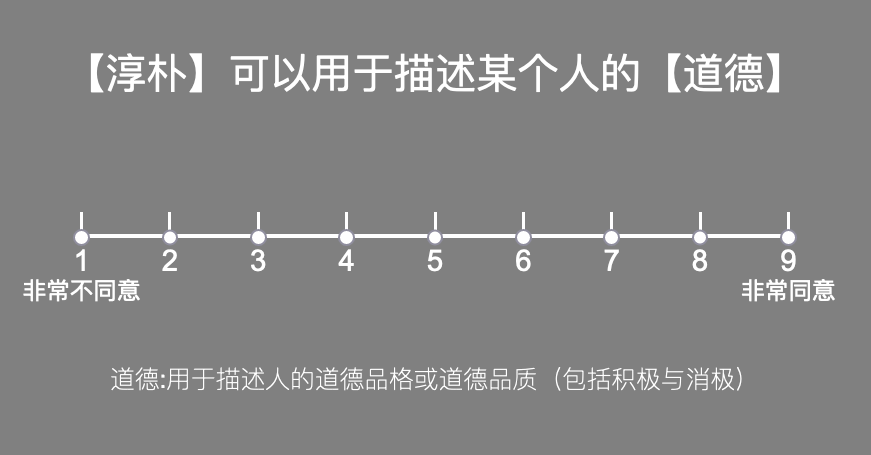 【淳朴】可以用于描述某个人的【道德】
1 2 3 4 5 6 7 8 9
非常不同意 非常同意
道德:用于描述人的道德品格或道德品质（包括积极与消极）